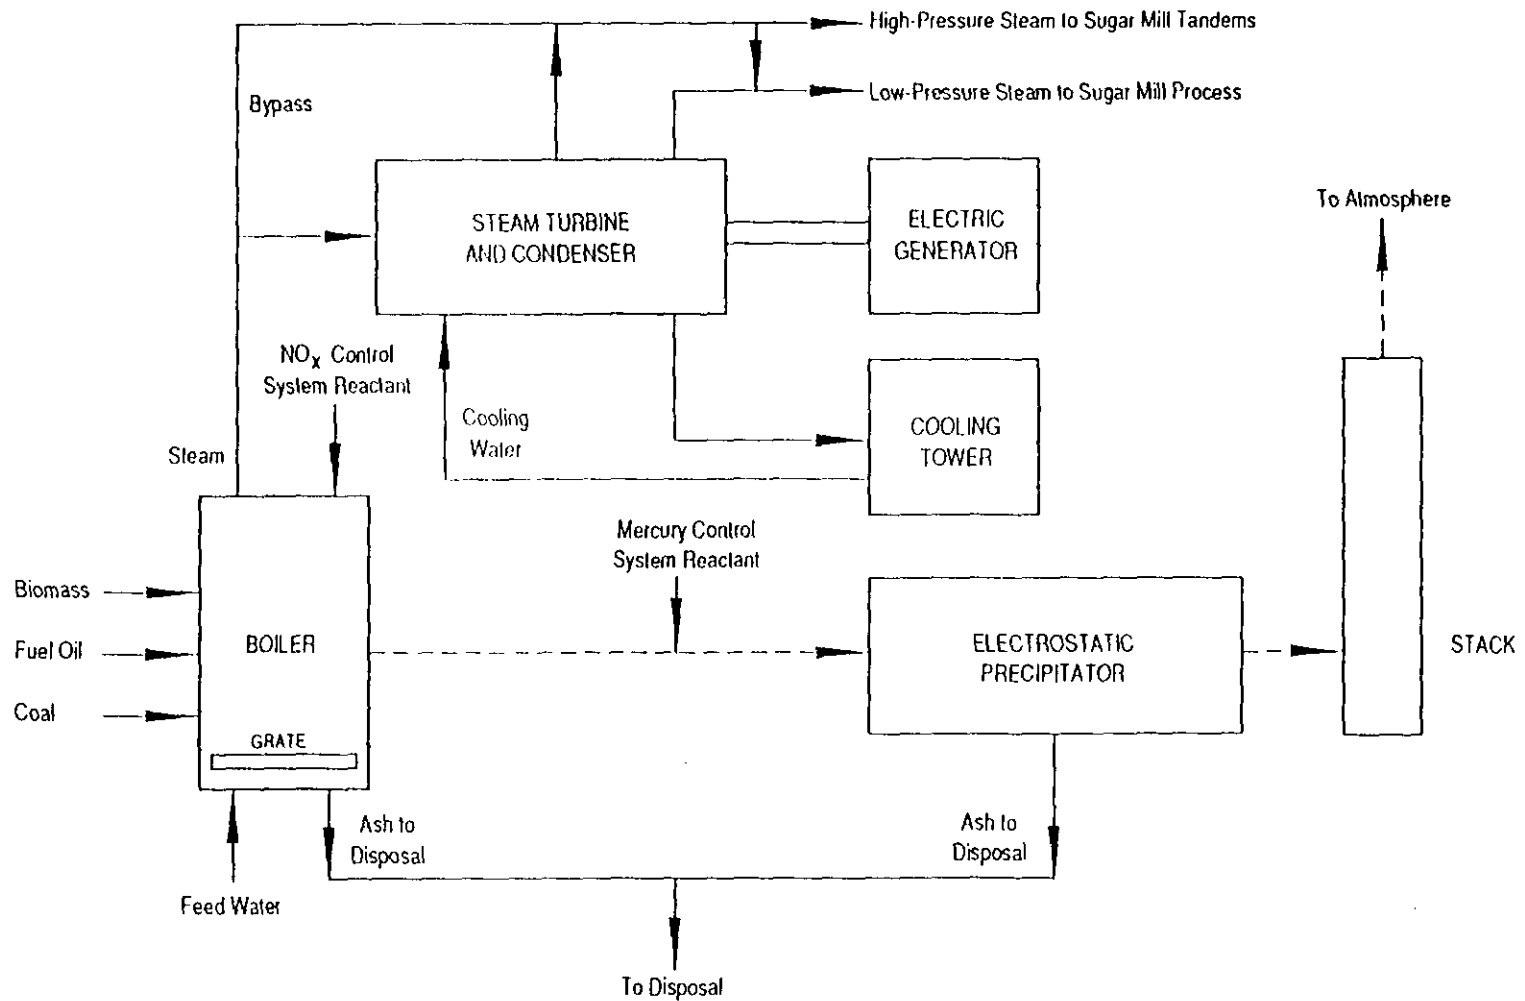 High-Pressure Steam to Sugar Mill Tandems
Bypass
Low-Pressure Steam to Sugar Mill Process
STEAM TURBINE
AND CONDENSER
ELECTRIC
GENERATOR
To Atmosphere
NOx Control
System Reactant
Cooling
Water
COOLING
TOWER
Steam
Mercury Control
System Reactant
Biomass
Fuel Oil
Coal
BOILER
GRATE
ELECTROSTATIC
PRECIPITATOR
STACK
Ash to
Disposal
Ash to
Disposal
Feed Water
To Disposal